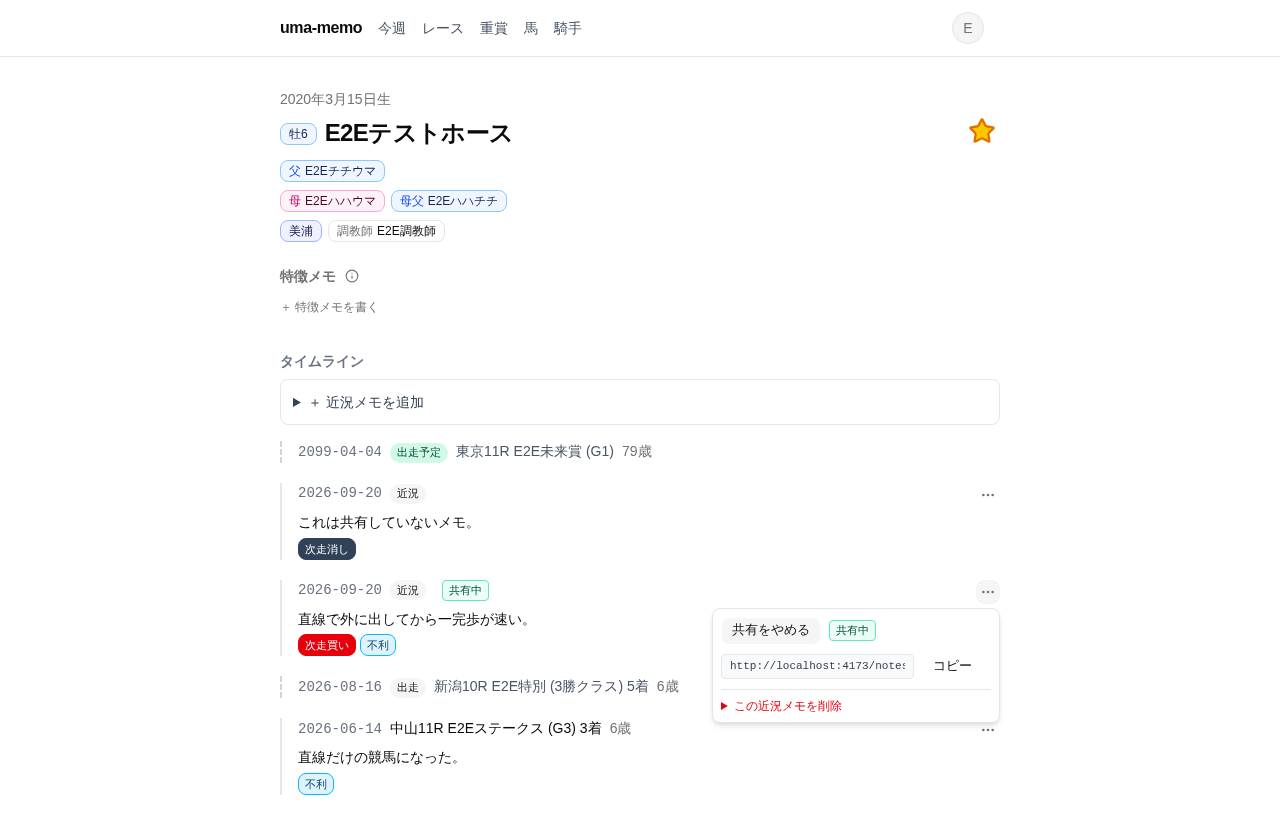 uma-memo 今週 レース 重賞 馬 騎手 E
2020年3月15日生
牡6 E2Eテストホース
父 E2Eチチウマ
母 E2Eハハウマ 母父 E2Eハハチチ
美浦 調教師 E2E調教師
特徴メモ
＋ 特徴メモを書く
タイムライン
＋ 近況メモを追加
2099-04-04 出走予定 東京11R E2E未来賞 (G1) 79歳
2026-09-20 近況
これは共有していないメモ。
次走消し
2026-09-20 近況 共有中
直線で外に出してから一完歩が速い。
次走買い 不利
共有をやめる 共有中
http://localhost:4173/notes コピー
この近況メモを削除
2026-08-16 出走 新潟10R E2E特別 (3勝クラス) 5着 6歳
2026-06-14 中山11R E2Eステークス (G3) 3着 6歳
直線だけの競馬になった。
不利